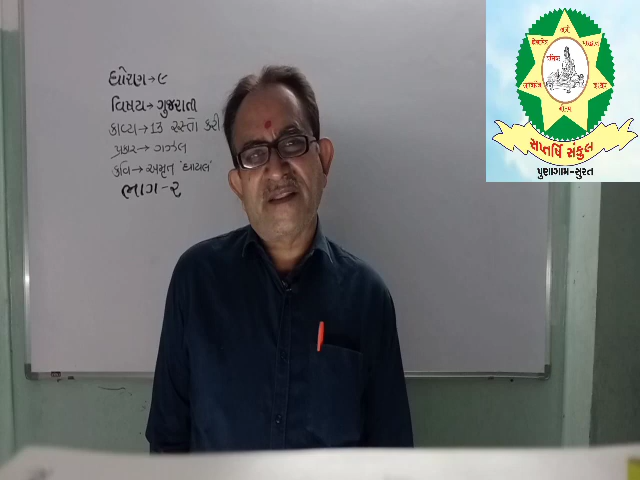 ધોરણ→૯
વિષય→ગુજરાતી
કાવ્ય→13 રસ્તો કરી
પ્રકાર→ગઝલ
કવિ→અમૃત 'ઘાયલ'
ભાગ-૨
સપ્તર્ષિ સંકુલ
પુણાગામ-સુરત